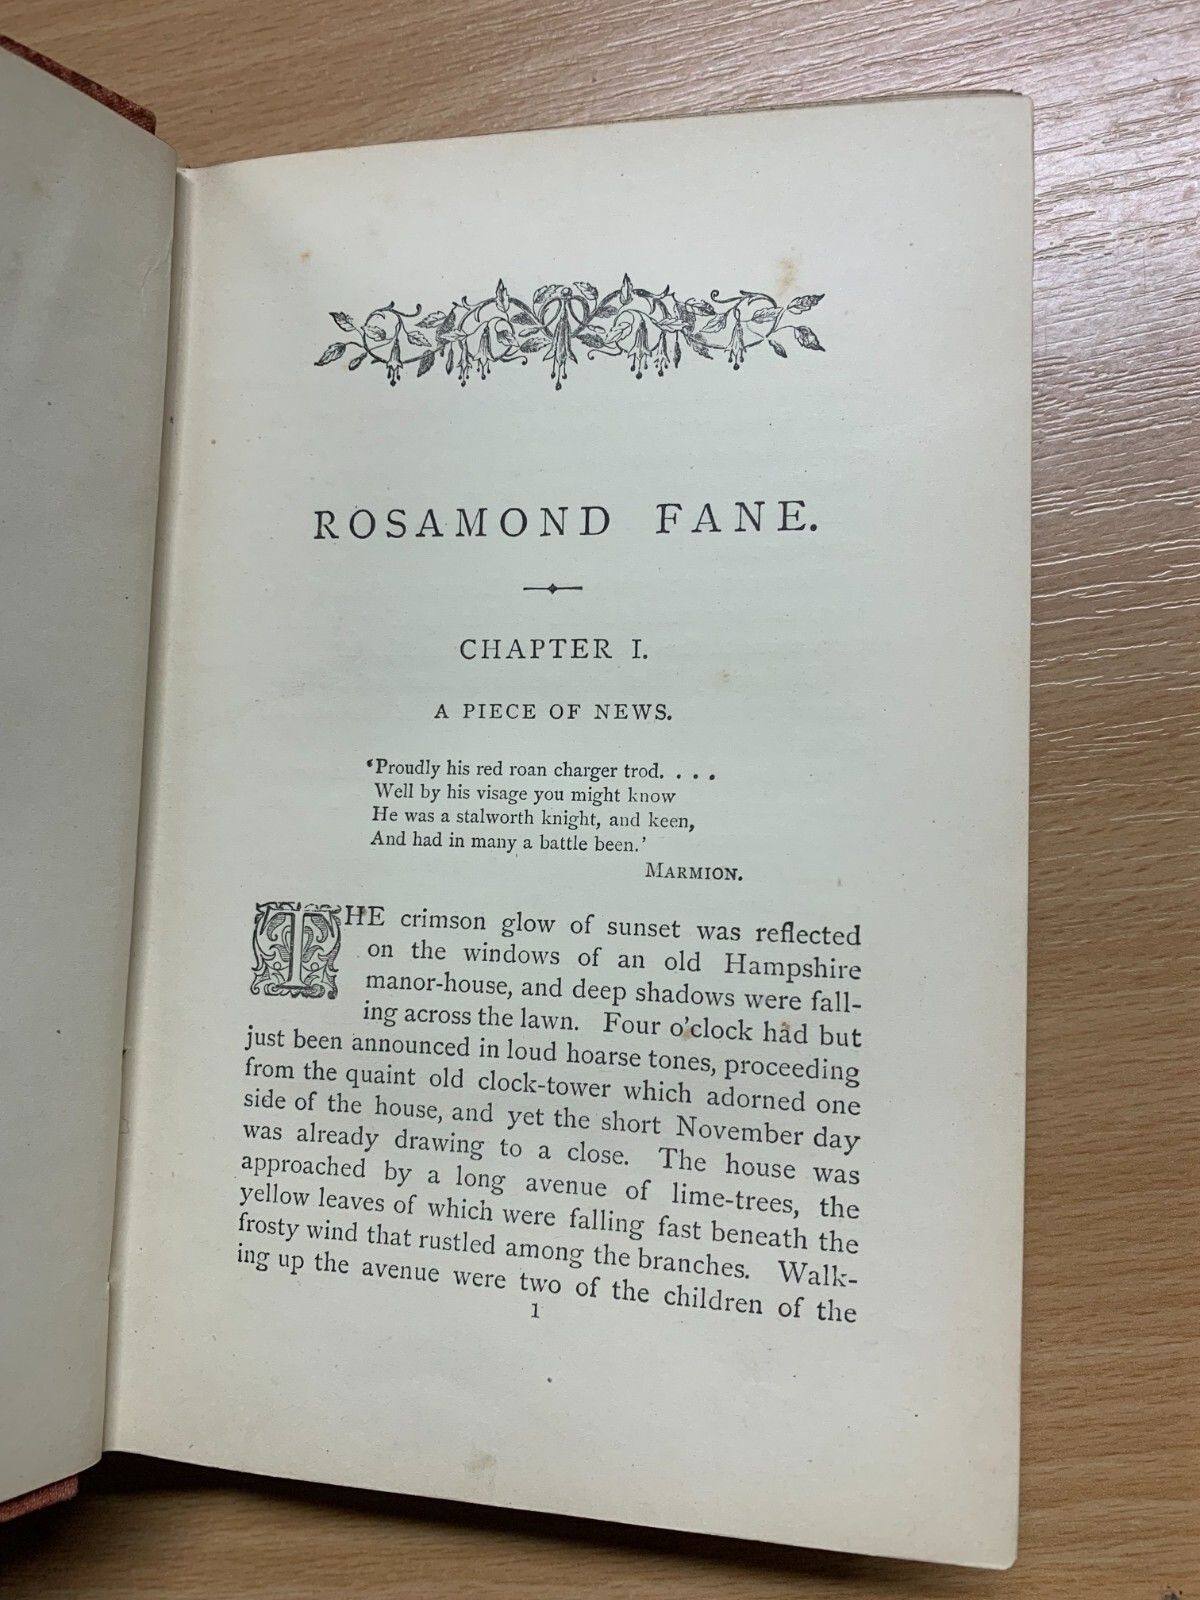 ROSAMOND FANE.
CHAPTER I.
A PIECE OF NEWS.
‘Proudly his red roan charger trod. . . .
Well by his visage you might know
He was a stalworth knight, and keen,
And had in many a battle been.’
MARMION.
THE crimson glow of sunset was reflected
on the windows of an old Hampshire
manor-house, and deep shadows were fall-
ing across the lawn. Four o’clock had but
just been announced in loud hoarse tones, proceeding
from the quaint old clock-tower which adorned one
side of the house, and yet the short November day
was already drawing to a close. The house was
approached by a long avenue of lime-trees, the
yellow leaves of which were falling fast beneath the
frosty wind that rustled among the branches. Walk-
ing up the avenue were two of the children of the
1